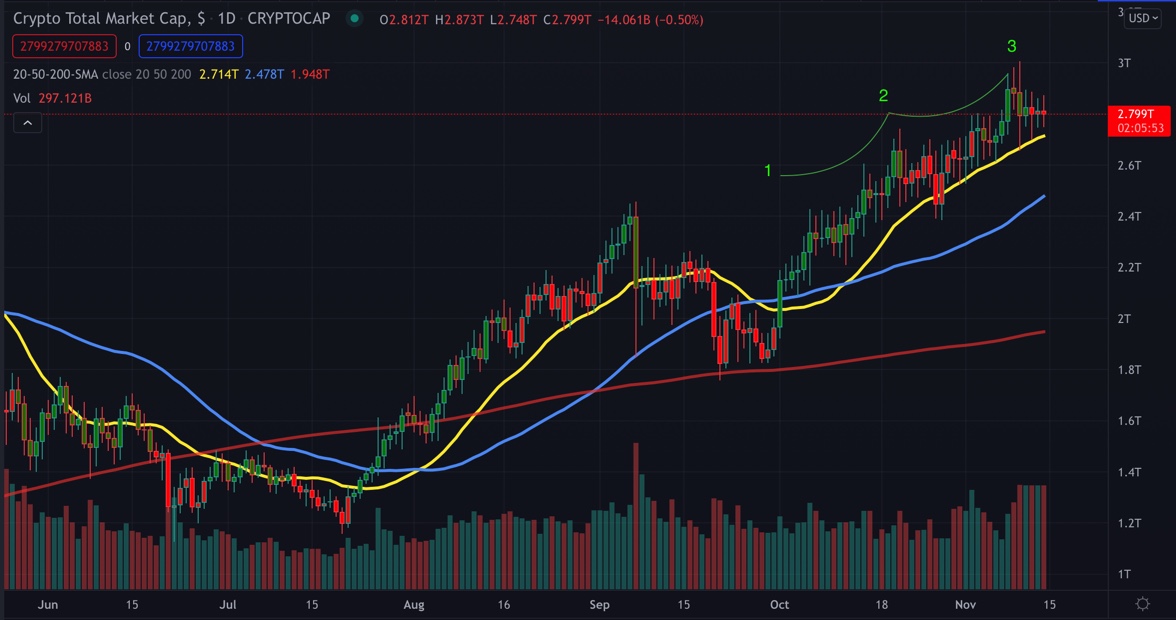 Crypto Total Market Cap, $ · 1D · CRYPTOCAP O2.812T H2.873T L2.748T C2.799T −14.061B (−0.50%)
2799279707883 0 2799279707883
20-50-200-SMA close 20 50 200 2.714T 2.478T 1.948T
Vol 297.121B
USD
3
3T
2
2.799T
02:05:53
1
2.6T
2.4T
2.2T
2T
1.8T
1.6T
1.4T
1.2T
1T
Jun 15 Jul 15 Aug 16 Sep 15 Oct 18 Nov 15